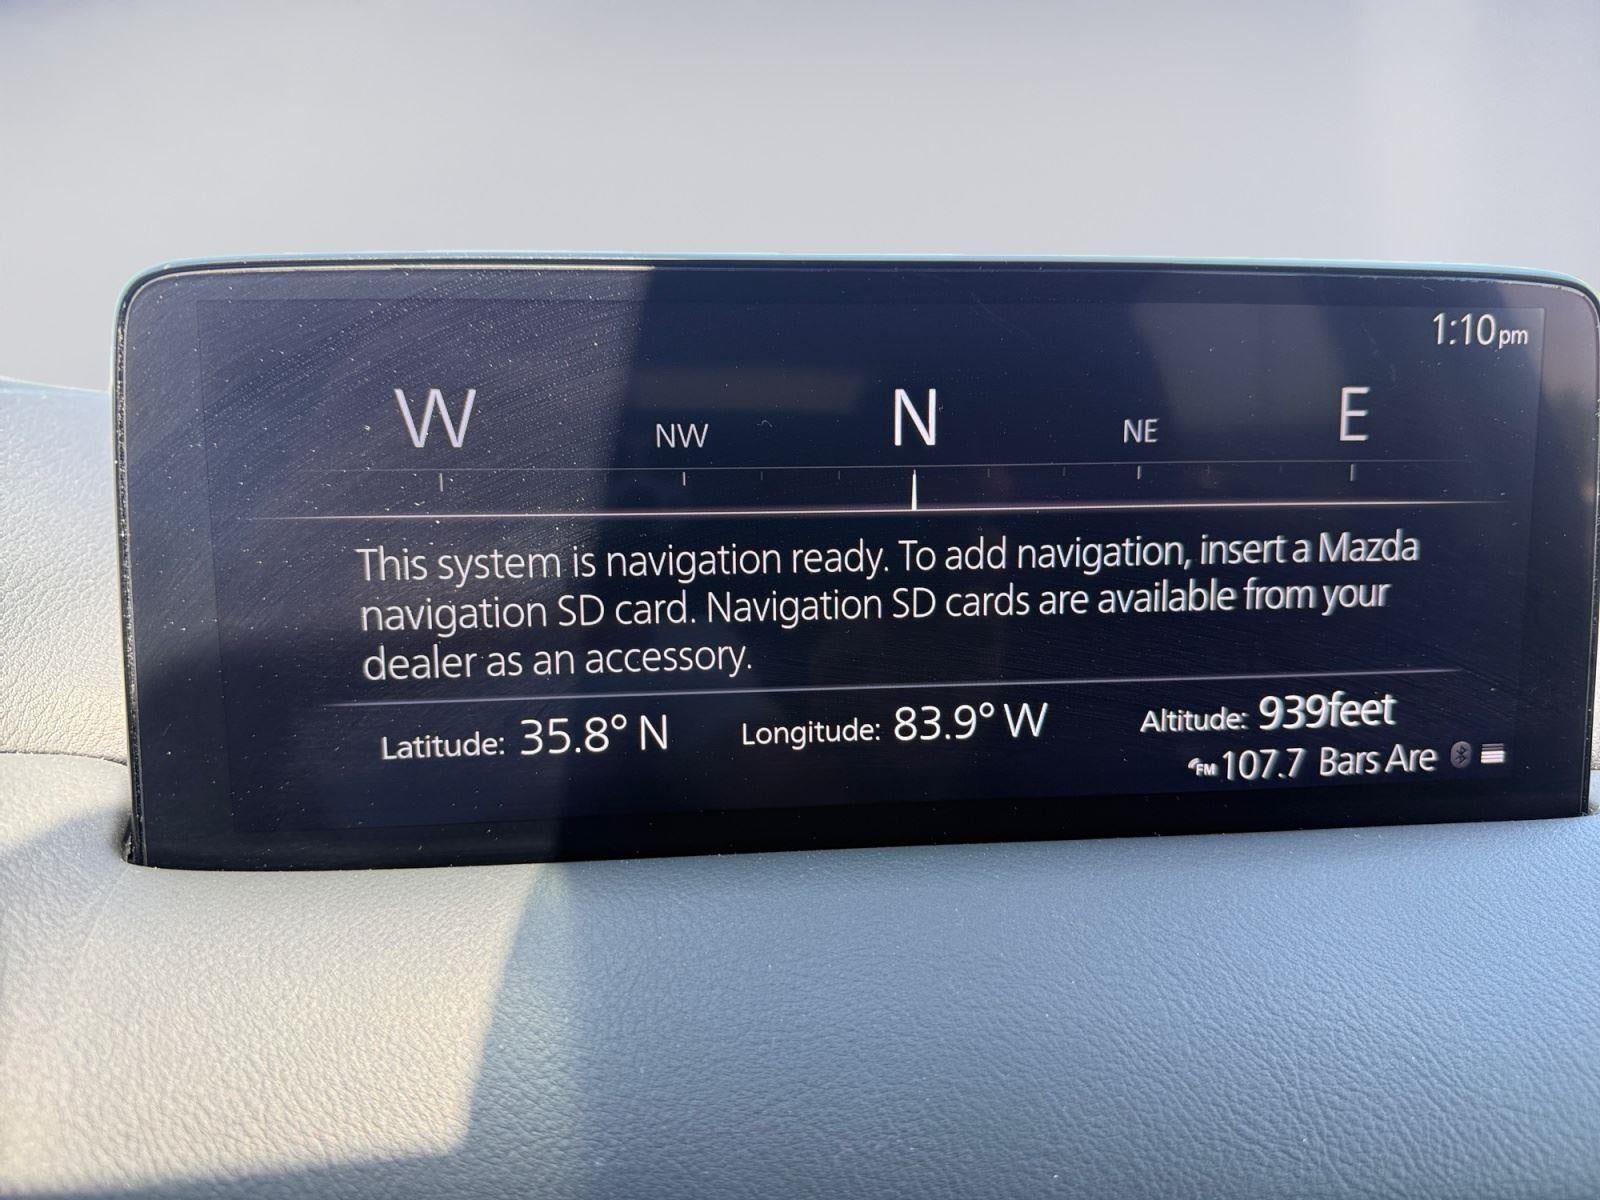 1:10pm
W NW N NE E
This system is navigation ready. To add navigation, insert a Mazda
navigation SD card. Navigation SD cards are available from your
dealer as an accessory.
Latitude: 35.8° N Longitude: 83.9° W Altitude: 939feet
FM 107.7 Bars Are